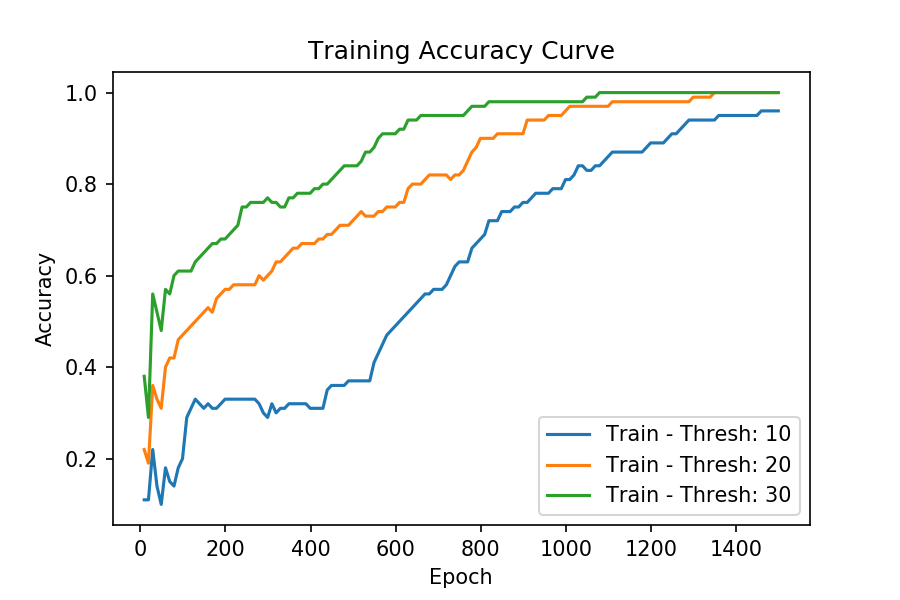 Training Accuracy Curve
1.0
0.8
0.6
0.4
0.2
Accuracy
Train - Thresh: 10
Train - Thresh: 20
Train - Thresh: 30
0 200 400 600 800 1000 1200 1400
Epoch